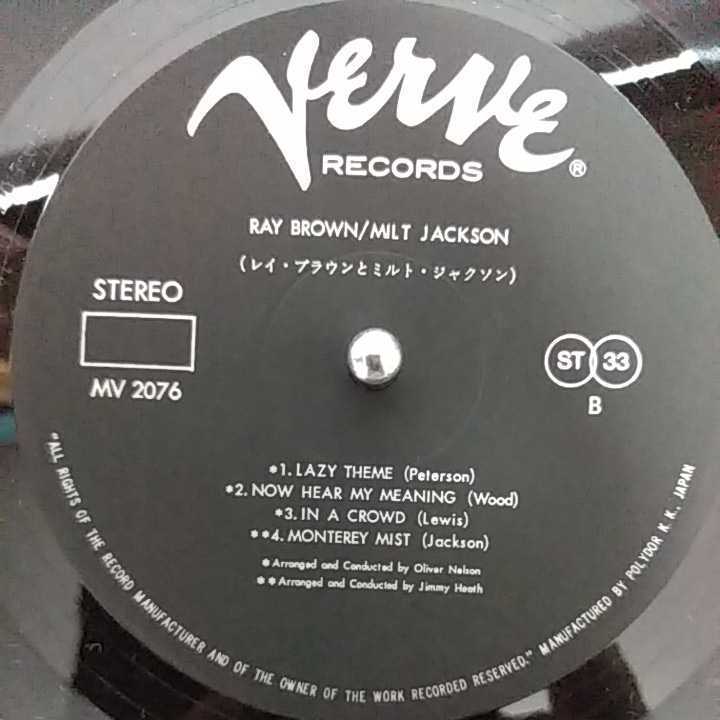 Verve
RECORDS ®
RAY BROWN/MILT JACKSON
(レイ・ブラウンとミルト・ジャクソン)
STEREO
MV 2076
ST 33
B
*1. LAZY THEME (Peterson)
*2. NOW HEAR MY MEANING (Wood)
*3. IN A CROWD (Lewis)
**4. MONTEREY MIST (Jackson)
* Arranged and Conducted by Oliver Nelson
** Arranged and Conducted by Jimmy Heath
"ALL RIGHTS OF THE RECORD MANUFACTURER AND OF THE OWNER OF THE WORK RECORDED RESERVED." MANUFACTURED BY POLYDOR K. K., JAPAN